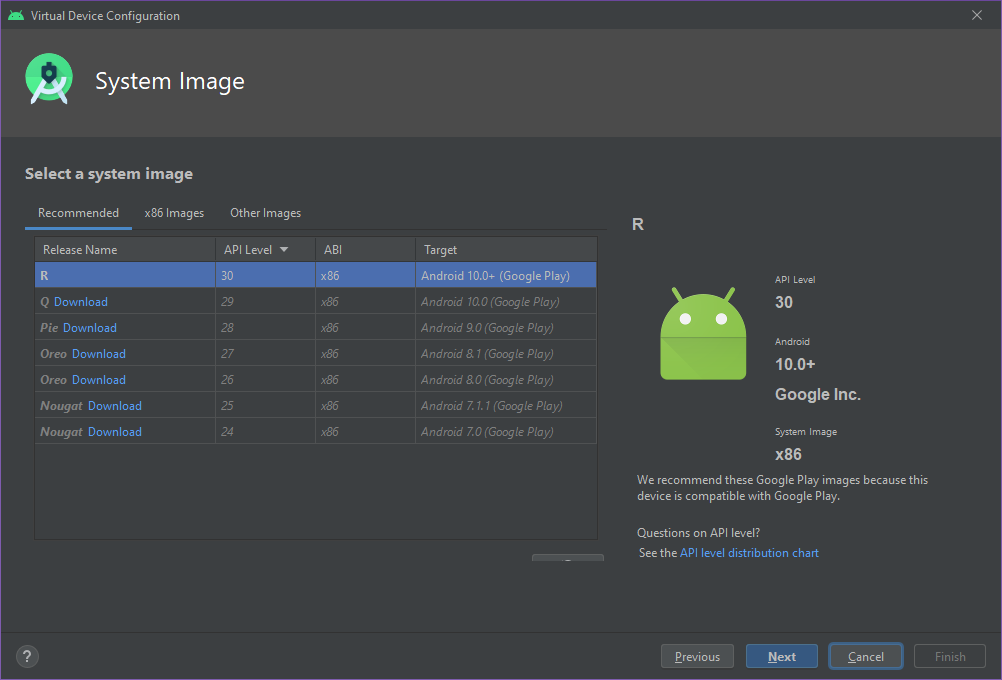 Virtual Device Configuration
System Image
Select a system image
Recommended x86 Images Other Images
Release Name API Level ABI Target
R 30 x86 Android 10.0+ (Google Play)
Q Download 29 x86 Android 10.0 (Google Play)
Pie Download 28 x86 Android 9.0 (Google Play)
Oreo Download 27 x86 Android 8.1 (Google Play)
Oreo Download 26 x86 Android 8.0 (Google Play)
Nougat Download 25 x86 Android 7.1.1 (Google Play)
Nougat Download 24 x86 Android 7.0 (Google Play)
R
API Level
30
Android
10.0+
Google Inc.
System Image
x86
We recommend these Google Play images because this
device is compatible with Google Play.
Questions on API level?
See the API level distribution chart
? Previous Next Cancel Finish